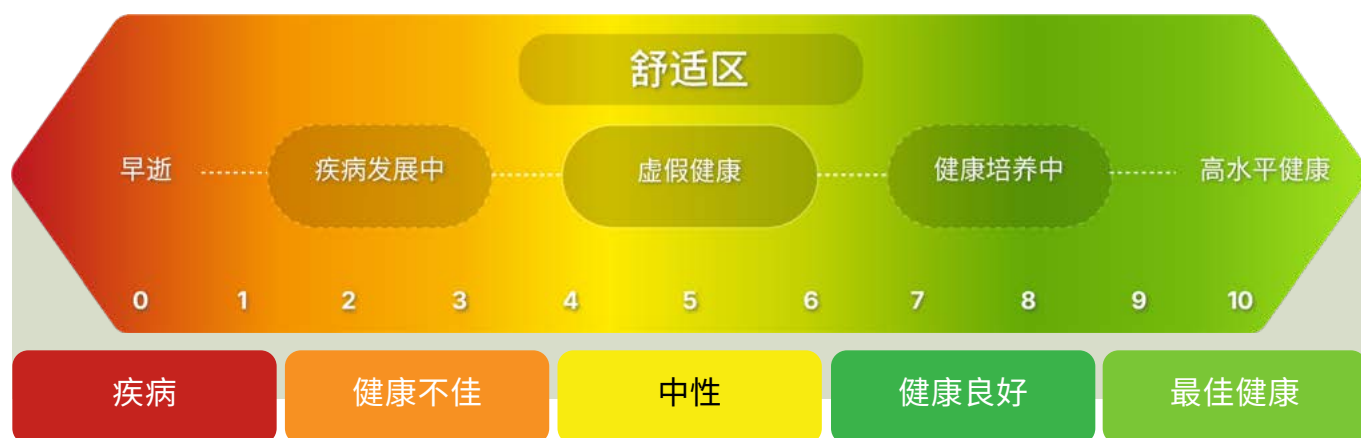 舒适区
早逝 疾病发展中 虚假健康 健康培养中 高水平健康
0 1 2 3 4 5 6 7 8 9 10
疾病 健康不佳 中性 健康良好 最佳健康